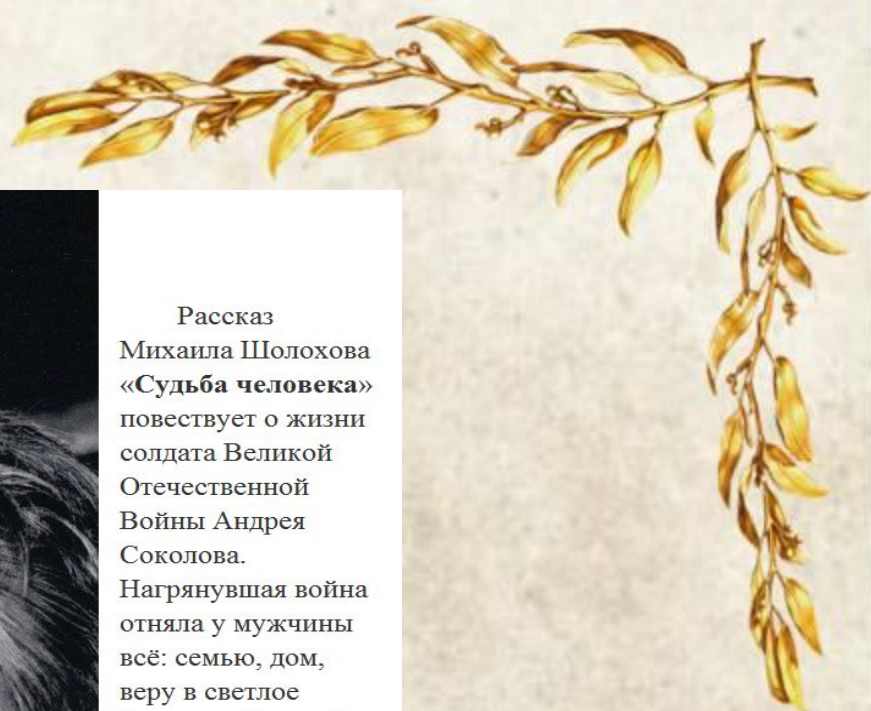 Рассказ
Михаила Шолохова
«Судьба человека»
повествует о жизни
солдата Великой
Отечественной
Войны Андрея
Соколова.
Нагрянувшая война
отняла у мужчины
всё: семью, дом,
веру в светлое